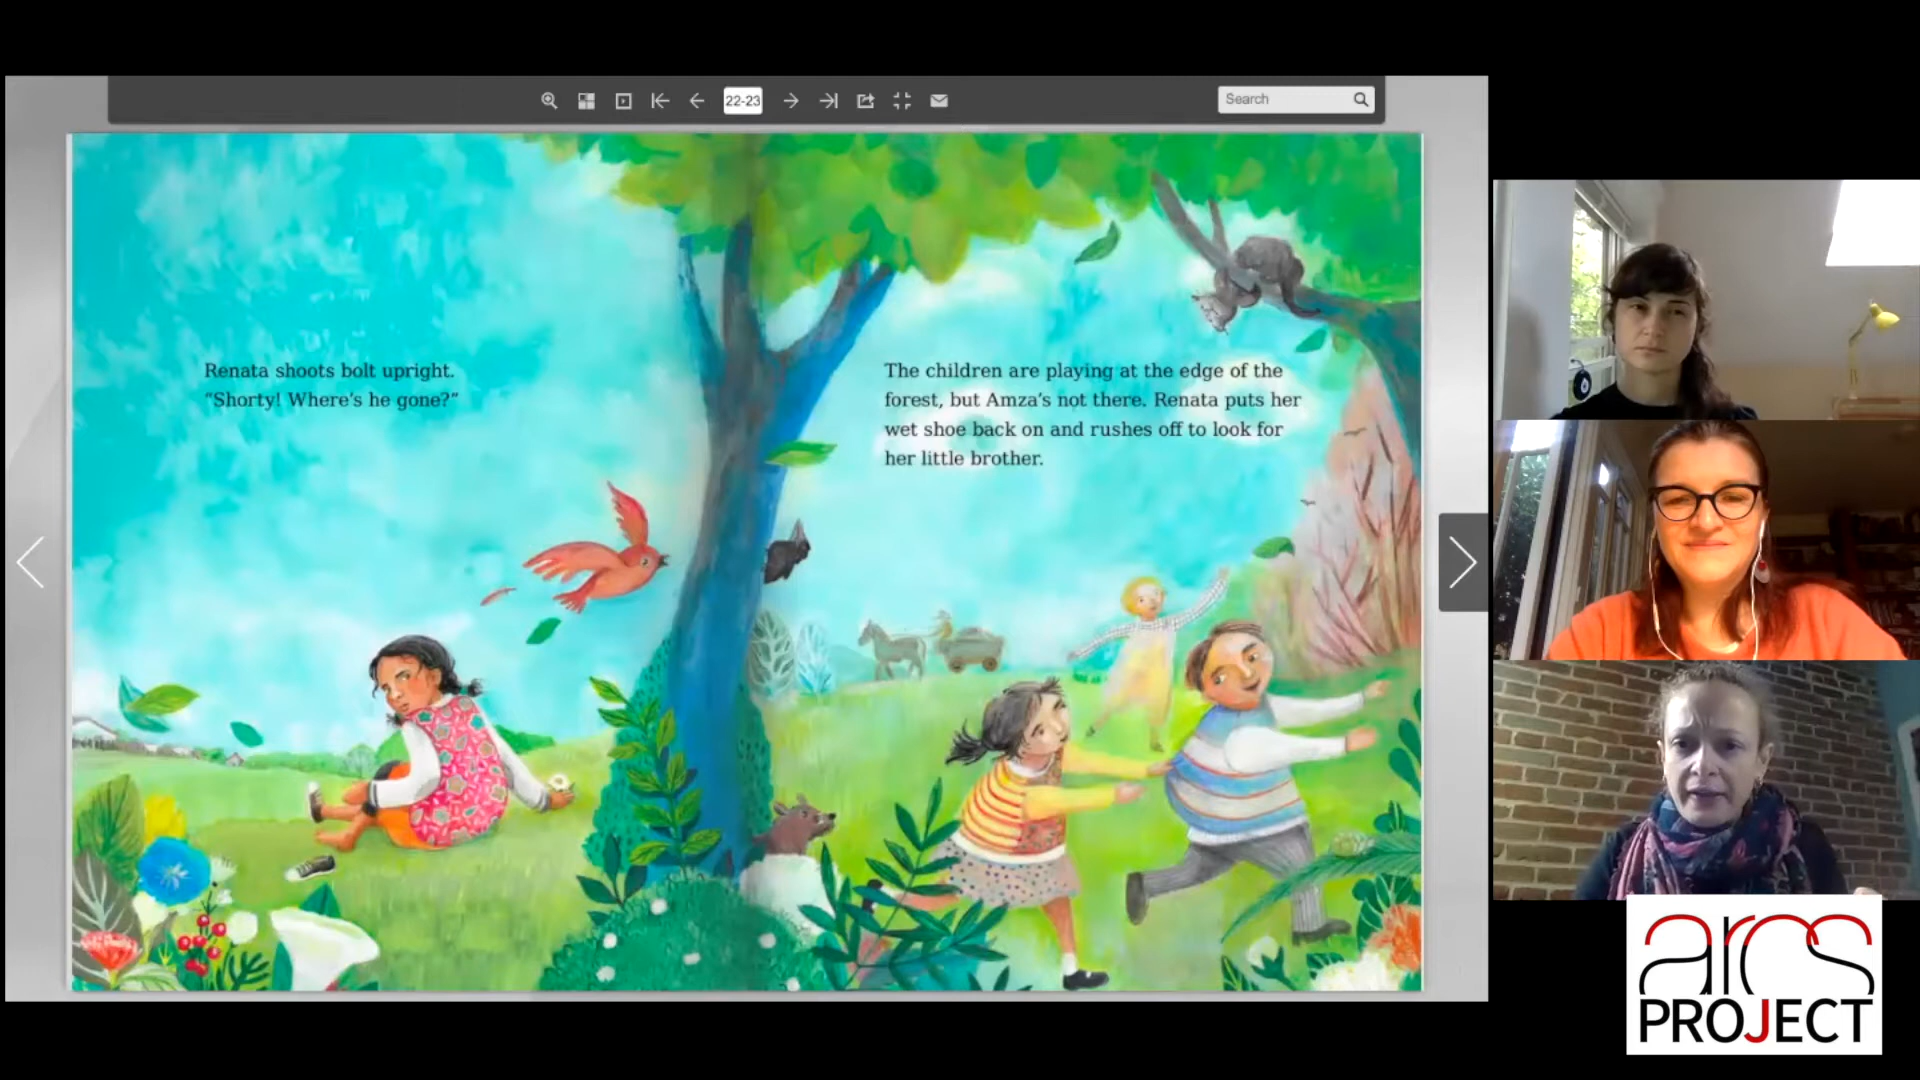 22-23
Search
Renata shoots bolt upright.
“Shorty! Where’s he gone?”
The children are playing at the edge of the
forest, but Amza’s not there. Renata puts her
wet shoe back on and rushes off to look for
her little brother.
arcs
PROJECT